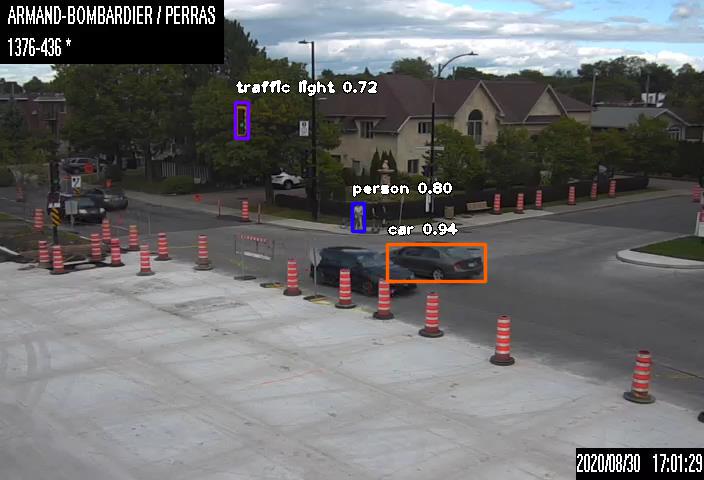 ARMAND-BOMBARDIER / PERRAS
1376-436 *
traffic light 0.72
person 0.80
car 0.94
2020/08/30 17:01:29